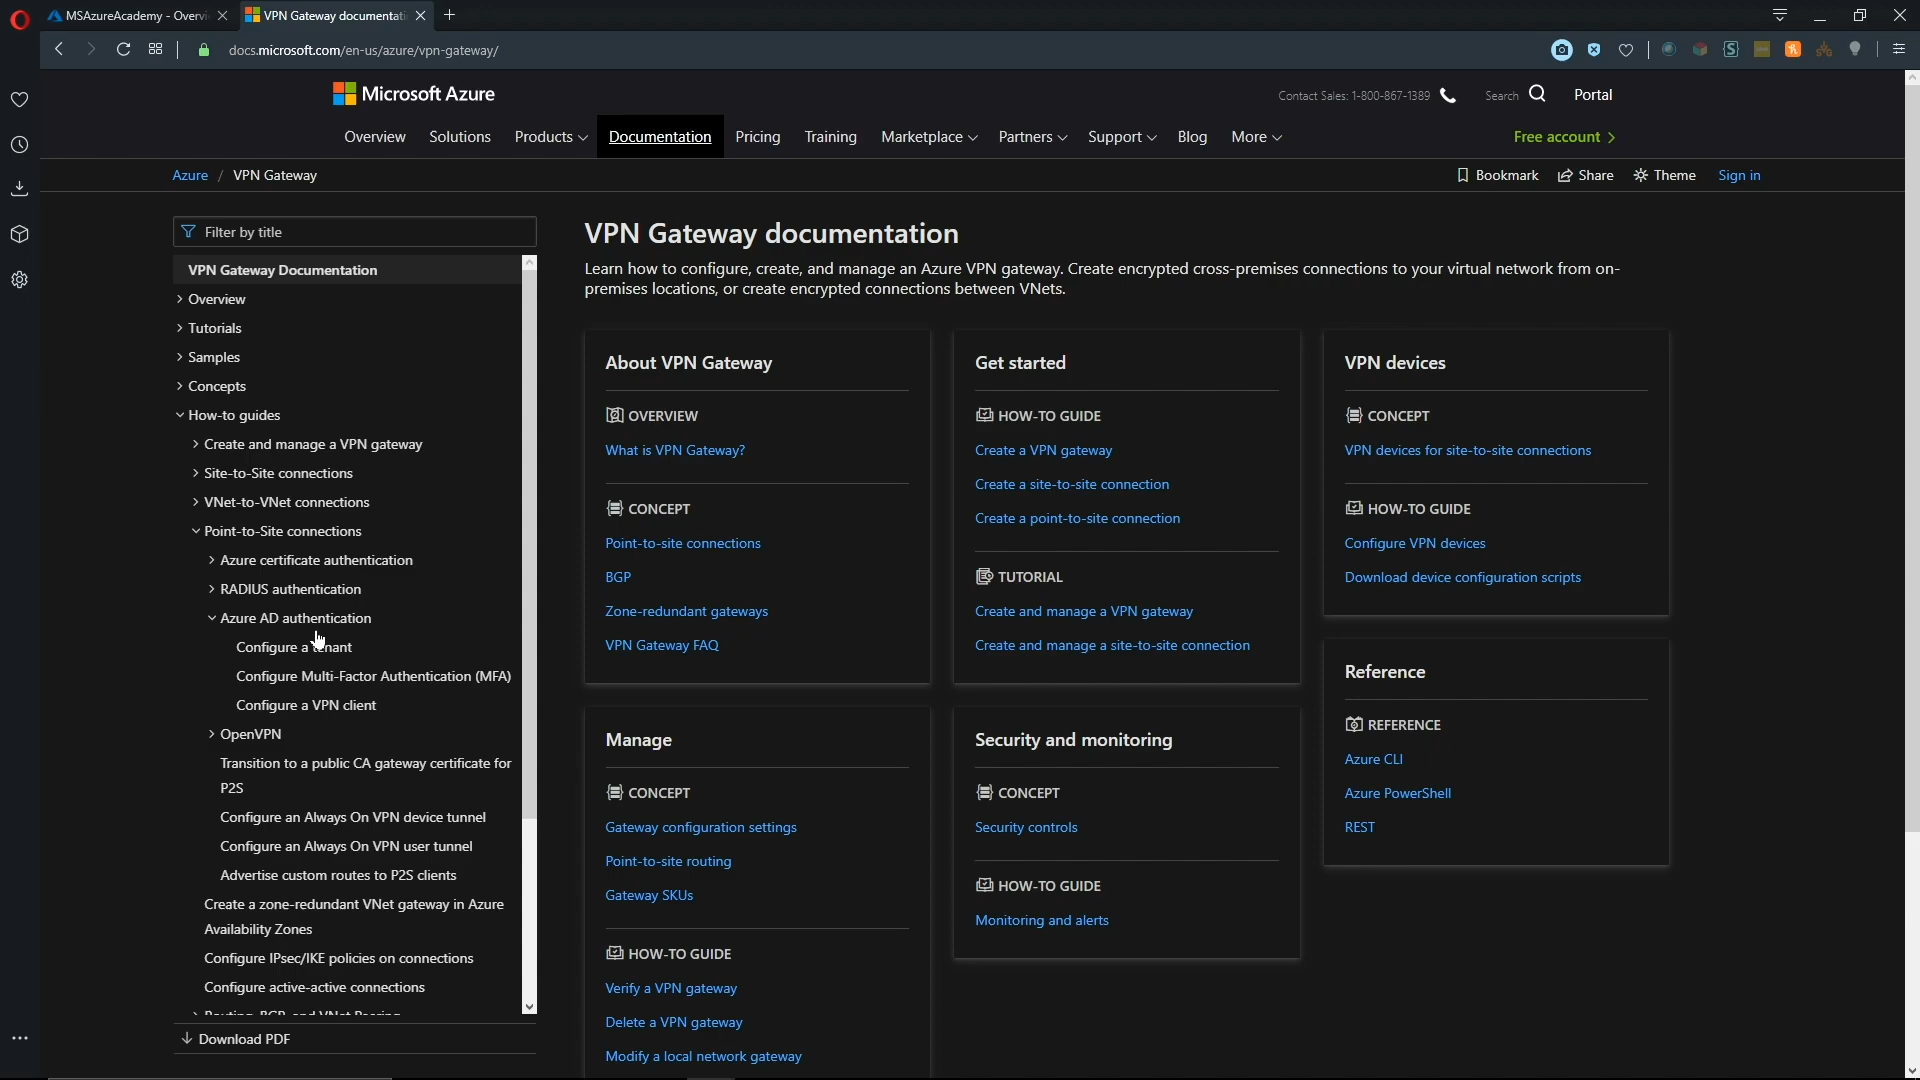 MSAzureAcademy - Overvi
VPN Gateway documentati
docs.microsoft.com/en-us/azure/vpn-gateway/
Microsoft Azure
Contact Sales: 1-800-867-1389
Search
Portal
Overview
Solutions
Products
Documentation
Pricing
Training
Marketplace
Partners
Support
Blog
More
Free account
Azure / VPN Gateway
Bookmark
Share
Theme
Sign in
Filter by title
VPN Gateway Documentation
Overview
Tutorials
Samples
Concepts
How-to guides
Create and manage a VPN gateway
Site-to-Site connections
VNet-to-VNet connections
Point-to-Site connections
Azure certificate authentication
RADIUS authentication
Azure AD authentication
Configure a tenant
Configure Multi-Factor Authentication (MFA)
Configure a VPN client
OpenVPN
Transition to a public CA gateway certificate for
P2S
Configure an Always On VPN device tunnel
Configure an Always On VPN user tunnel
Advertise custom routes to P2S clients
Create a zone-redundant VNet gateway in Azure
Availability Zones
Configure IPsec/IKE policies on connections
Configure active-active connections
Routing, BGP, and VNet Peering
Download PDF
VPN Gateway documentation
Learn how to configure, create, and manage an Azure VPN gateway. Create encrypted cross-premises connections to your virtual network from on-
premises locations, or create encrypted connections between VNets.
About VPN Gateway
OVERVIEW
What is VPN Gateway?
CONCEPT
Point-to-site connections
BGP
Zone-redundant gateways
VPN Gateway FAQ
Get started
HOW-TO GUIDE
Create a VPN gateway
Create a site-to-site connection
Create a point-to-site connection
TUTORIAL
Create and manage a VPN gateway
Create and manage a site-to-site connection
VPN devices
CONCEPT
VPN devices for site-to-site connections
HOW-TO GUIDE
Configure VPN devices
Download device configuration scripts
Manage
CONCEPT
Gateway configuration settings
Point-to-site routing
Gateway SKUs
HOW-TO GUIDE
Verify a VPN gateway
Delete a VPN gateway
Modify a local network gateway
Security and monitoring
CONCEPT
Security controls
HOW-TO GUIDE
Monitoring and alerts
Reference
REFERENCE
Azure CLI
Azure PowerShell
REST